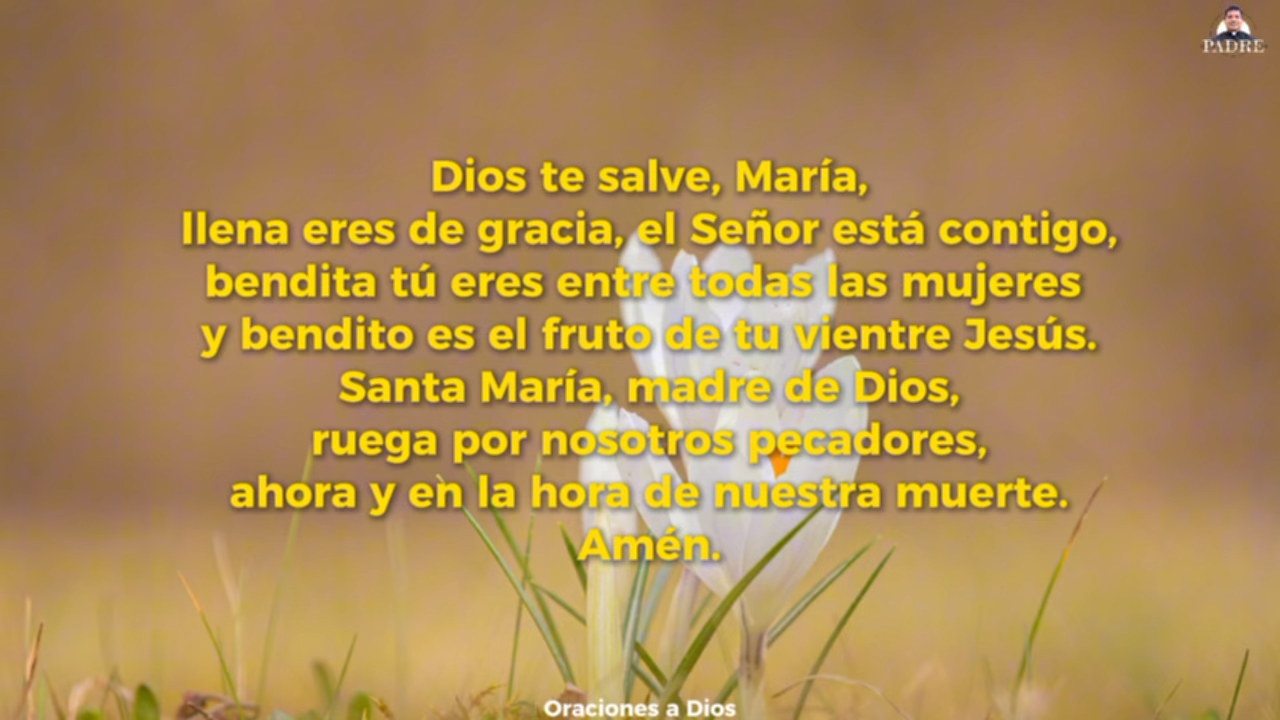 PADRE
Dios te salve, María,
llena eres de gracia, el Señor está contigo,
bendita tú eres entre todas las mujeres
y bendito es el fruto de tu vientre Jesús.
Santa María, madre de Dios,
ruega por nosotros pecadores,
ahora y en la hora de nuestra muerte.
Amén.
Oraciones a Dios